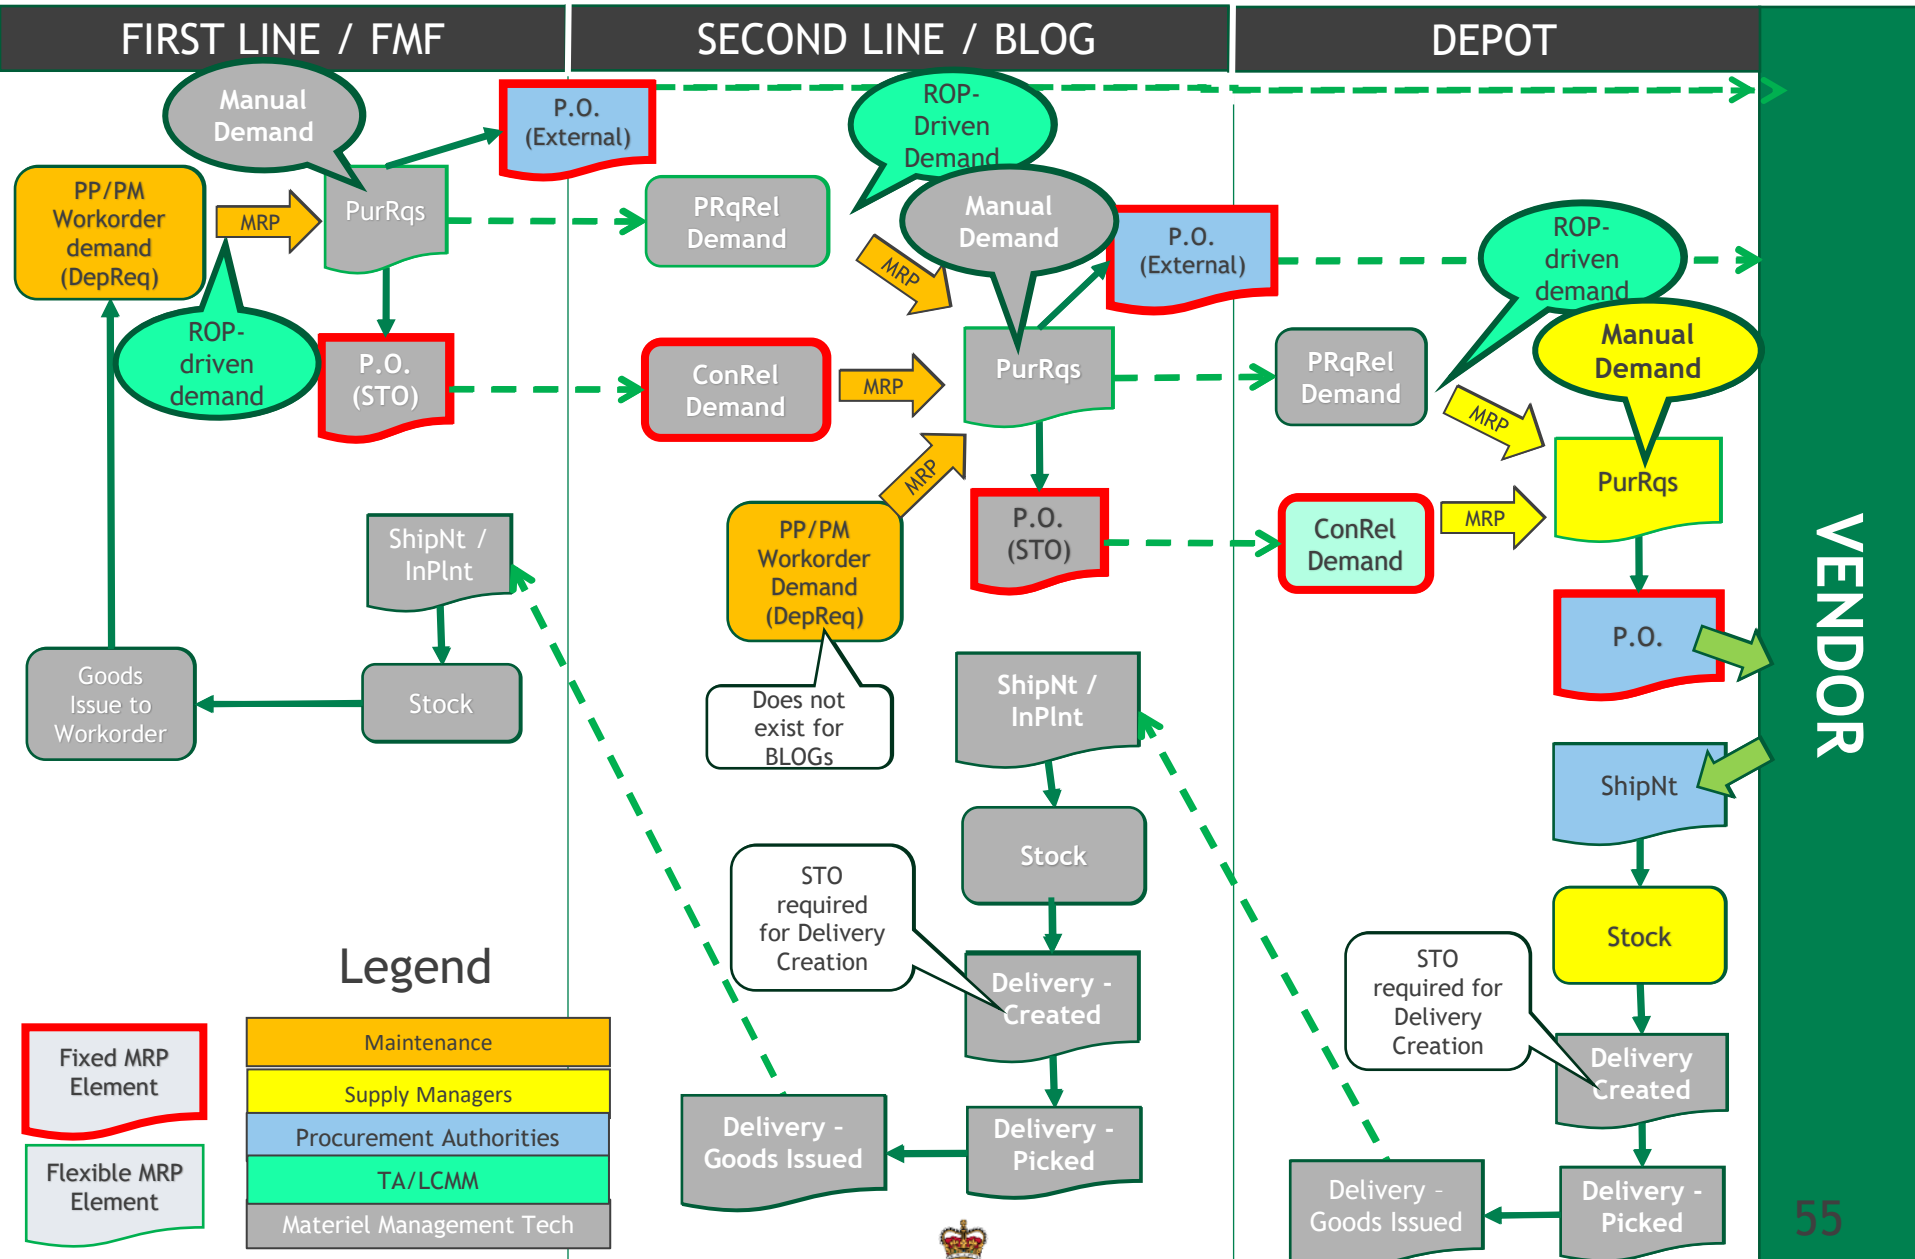 FIRST LINE / FMF
SECOND LINE / BLOG
DEPOT
VENDOR
Manual
Demand
P.O.
(External)
PP/PM
Workorder
demand
(DepReq)
MRP
PurRqs
ROP-
driven
demand
P.O.
(STO)
ShipNt /
InPlnt
Stock
Goods
Issue to
Workorder
PRqRel
Demand
ROP-
Driven
Demand
Manual
Demand
P.O.
(External)
MRP
ConRel
Demand
MRP
PurRqs
MRP
PP/PM
Workorder
Demand
(DepReq)
Does not
exist for
BLOGs
P.O.
(STO)
ShipNt /
InPlnt
Stock
STO
required
for Delivery
Creation
Delivery -
Created
Delivery -
Picked
Delivery -
Goods Issued
ROP-
driven
demand
Manual
Demand
PRqRel
Demand
MRP
PurRqs
ConRel
Demand
MRP
P.O.
ShipNt
Stock
STO
required for
Delivery
Creation
Delivery
Created
Delivery -
Picked
Delivery -
Goods Issued
Legend
Fixed MRP
Element
Flexible MRP
Element
Maintenance
Supply Managers
Procurement Authorities
TA/LCMM
Materiel Management Tech
55